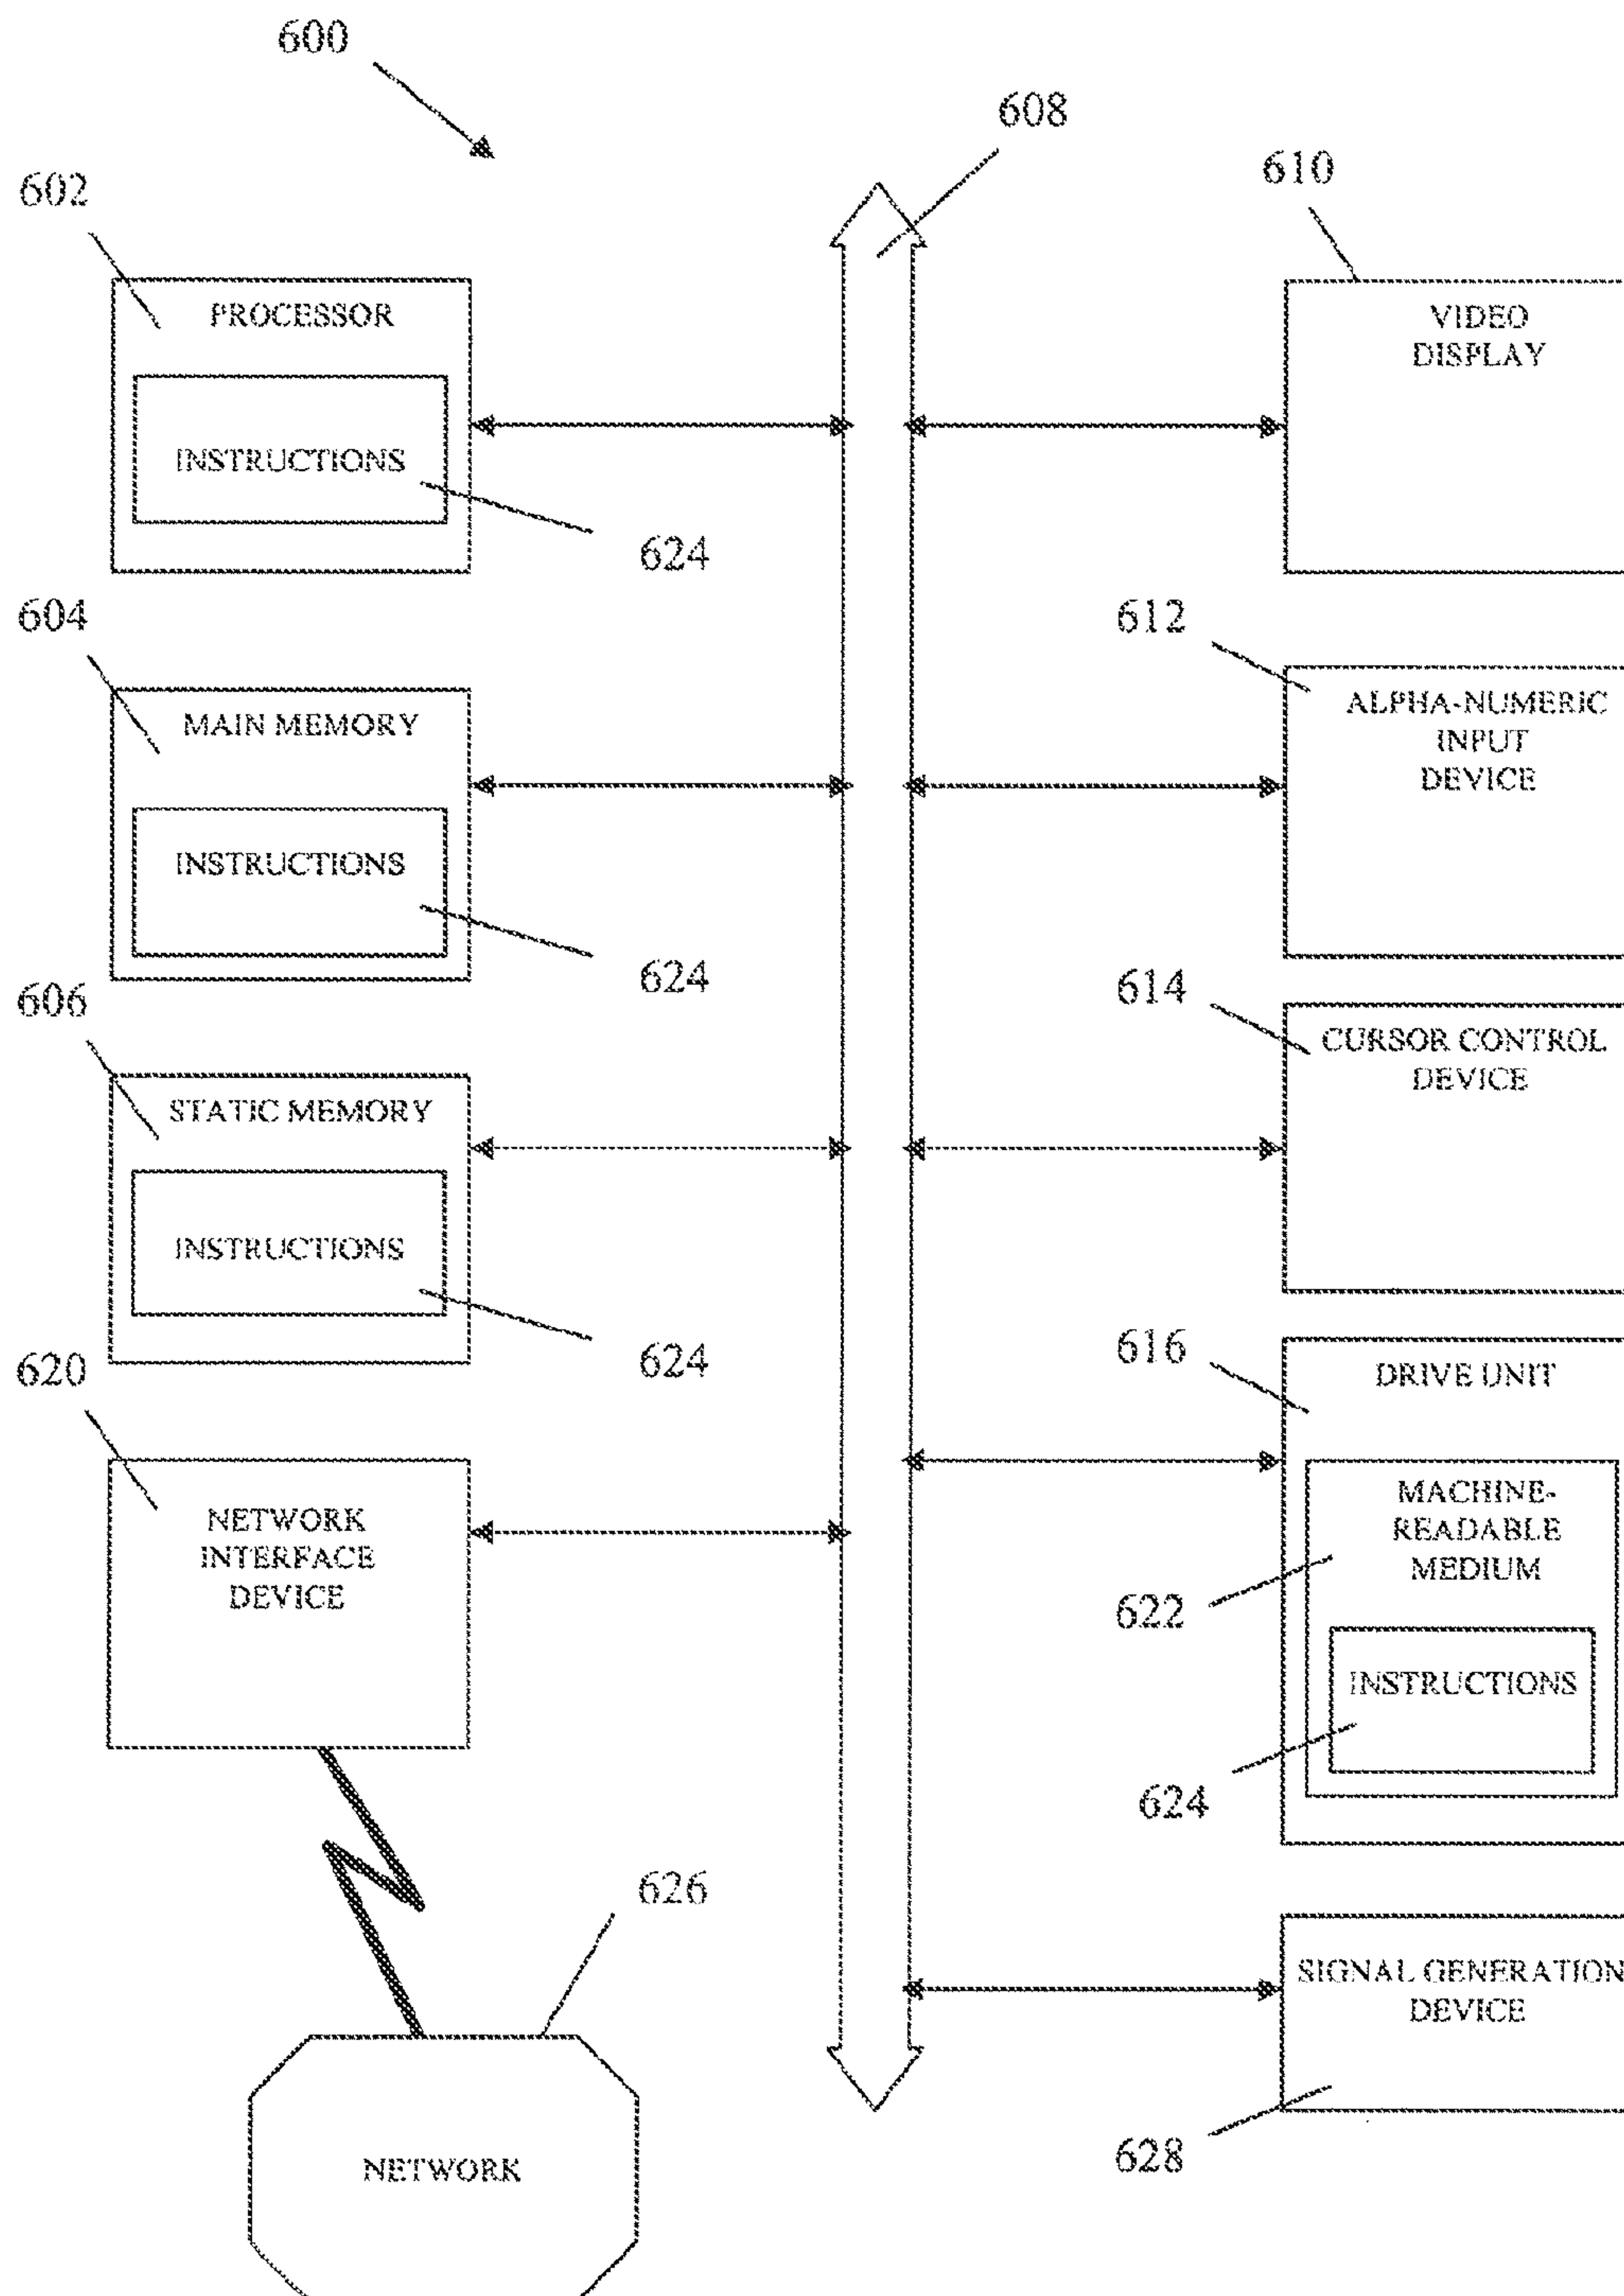 600
608
610
602
PROCESSOR
INSTRUCTIONS
624
VIDEO
DISPLAY
604
MAIN MEMORY
INSTRUCTIONS
624
612
ALPHA-NUMERIC
INPUT
DEVICE
606
STATIC MEMORY
INSTRUCTIONS
624
614
CURSOR CONTROL
DEVICE
620
NETWORK
INTERFACE
DEVICE
616
DRIVE UNIT
MACHINE-
READABLE
MEDIUM
622
INSTRUCTIONS
624
626
NETWORK
SIGNAL GENERATION
DEVICE
628